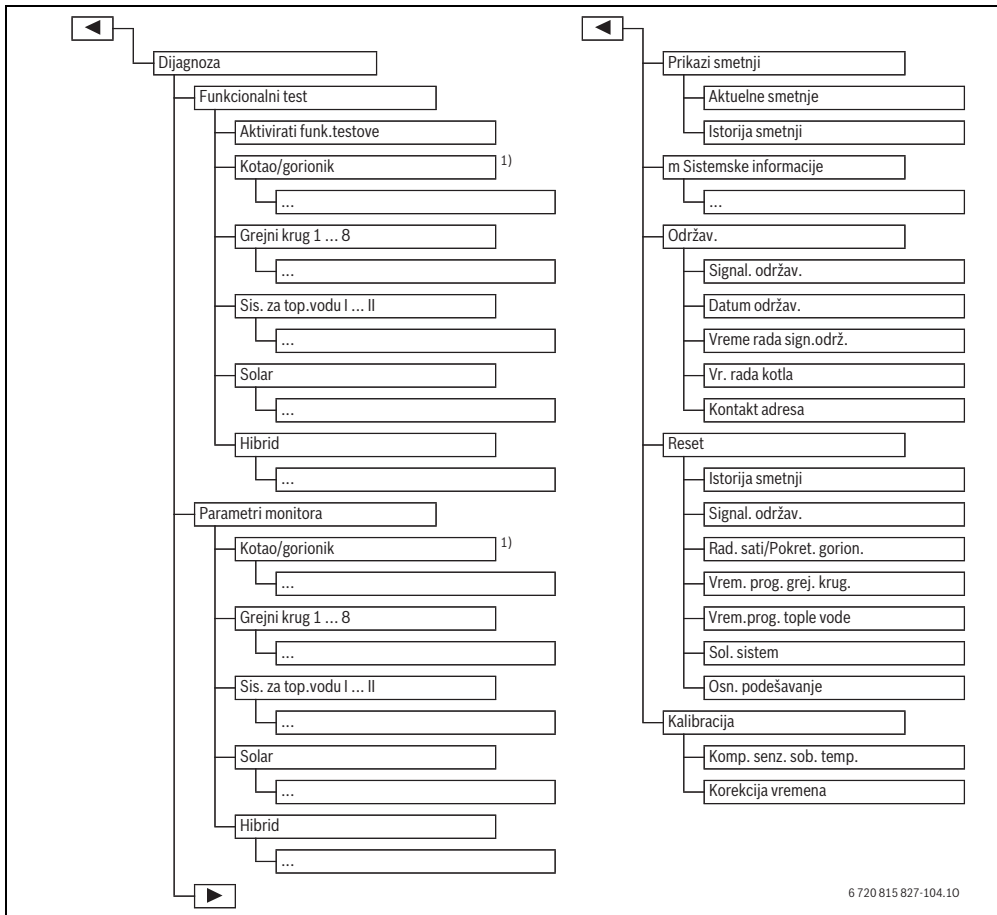 Dijagnoza
Funkcionalni test
Aktivirati funk.testove
Kotao/gorionik 1)
...
Grejni krug 1 ... 8
...
Sis. za top.vodu I ... II
...
Solar
...
Hibrid
...
Parametri monitora
Kotao/gorionik 1)
...
Grejni krug 1 ... 8
...
Sis. za top.vodu I ... II
...
Solar
...
Hibrid
...
Prikazi smetnji
Aktuelne smetnje
Istorija smetnji
m Sistemske informacije
...
Održav.
Signal. održav.
Datum održav.
Vreme rada sign.održ.
Vr. rada kotla
Kontakt adresa
Reset
Istorija smetnji
Signal. održav.
Rad. sati/Pokret. gorion.
Vrem. prog. grej. krug.
Vrem.prog. tople vode
Sol. sistem
Osn. podešavanje
Kalibracija
Komp. senz. sob. temp.
Korekcija vremena
6 720 815 827-104.1O